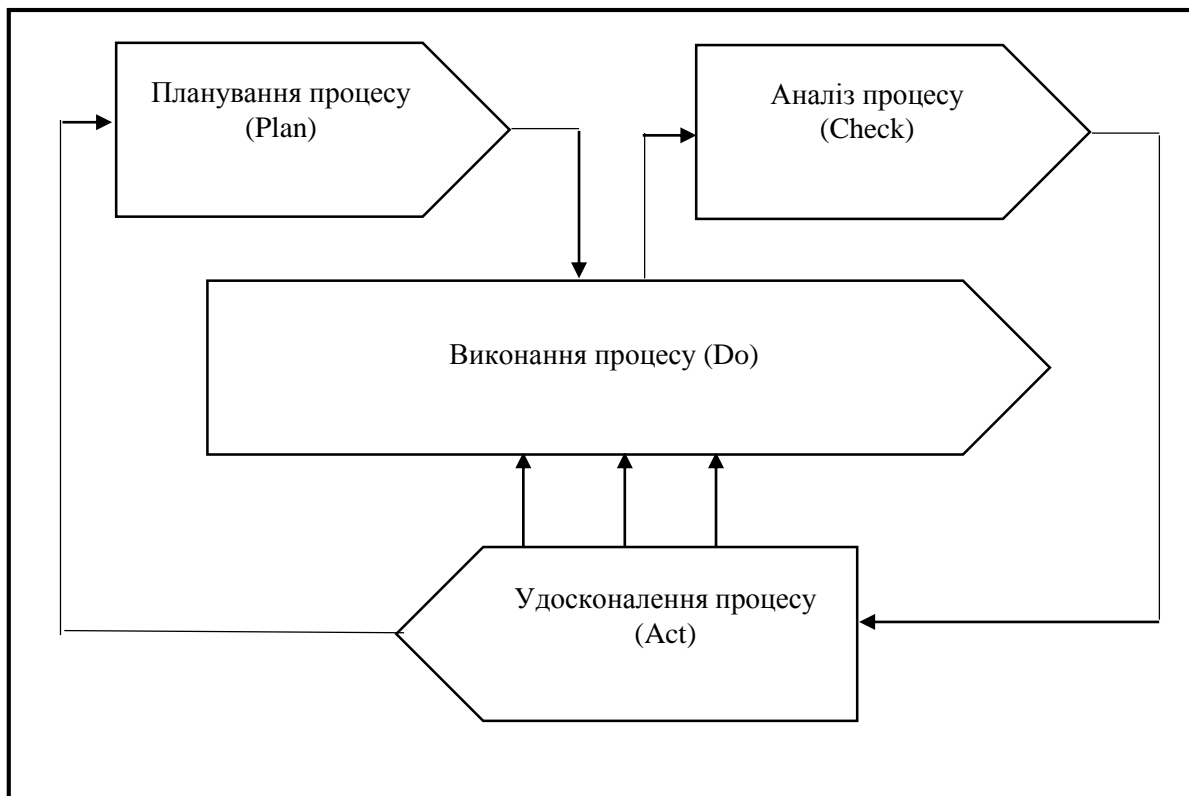 Планування процесу
(Plan)
Аналіз процесу
(Check)
Виконання процесу (Do)
Удосконалення процесу
(Act)